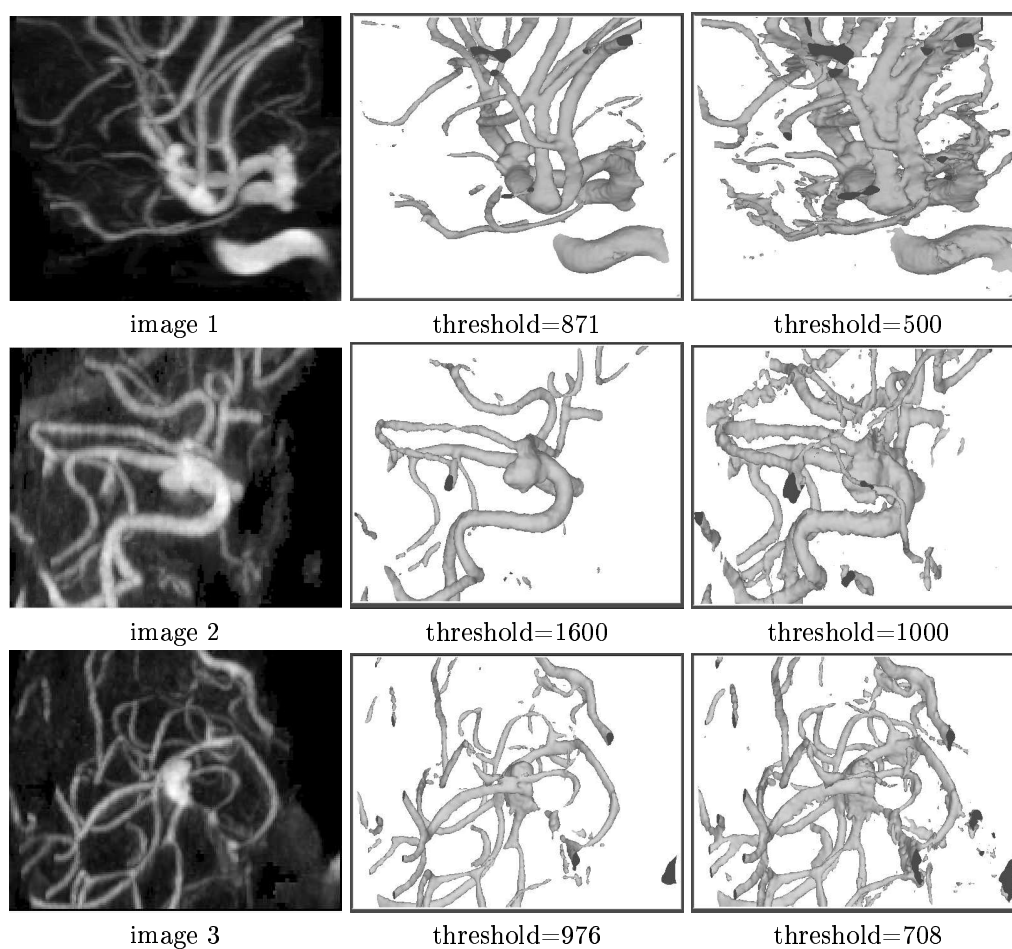 image 1
threshold=871
threshold=500
image 2
threshold=1600
threshold=1000
image 3
threshold=976
threshold=708